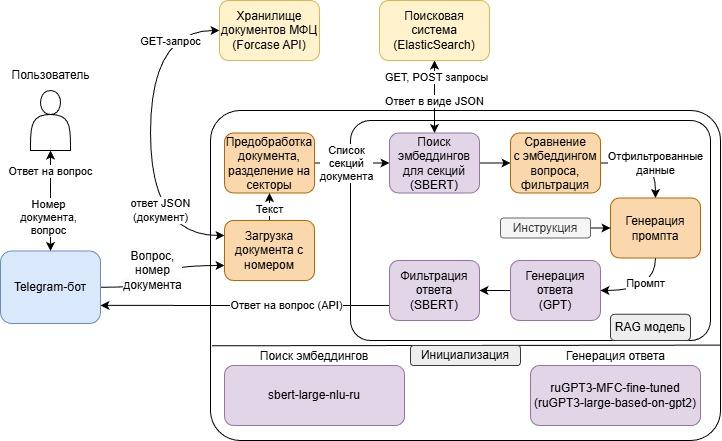 Хранилище
документов МФЦ
(Forcase API)
Поисковая
система
(ElasticSearch)
GET-запрос
GET, POST запросы
Ответ в виде JSON
Пользователь
Ответ на вопрос
Номер
документа,
вопрос
Telegram-бот
ответ JSON
(документ)
Вопрос,
номер
документа
Предобработка
документа,
разделение на
секторы
Текст
Загрузка
документа с
номером
Список
секций
документа
Поиск
эмбеддингов
для секций
(SBERT)
Сравнение
с эмбеддингом
вопроса,
фильтрация
Отфильтрованные
данные
Инструкция
Генерация
промпта
Промпт
Генерация
ответа
(GPT)
Фильтрация
ответа
(SBERT)
Ответ на вопрос (API)
RAG модель
Поиск эмбеддингов
Инициализация
Генерация ответа
sbert-large-nlu-ru
ruGPT3-MFC-fine-tuned
(ruGPT3-large-based-on-gpt2)